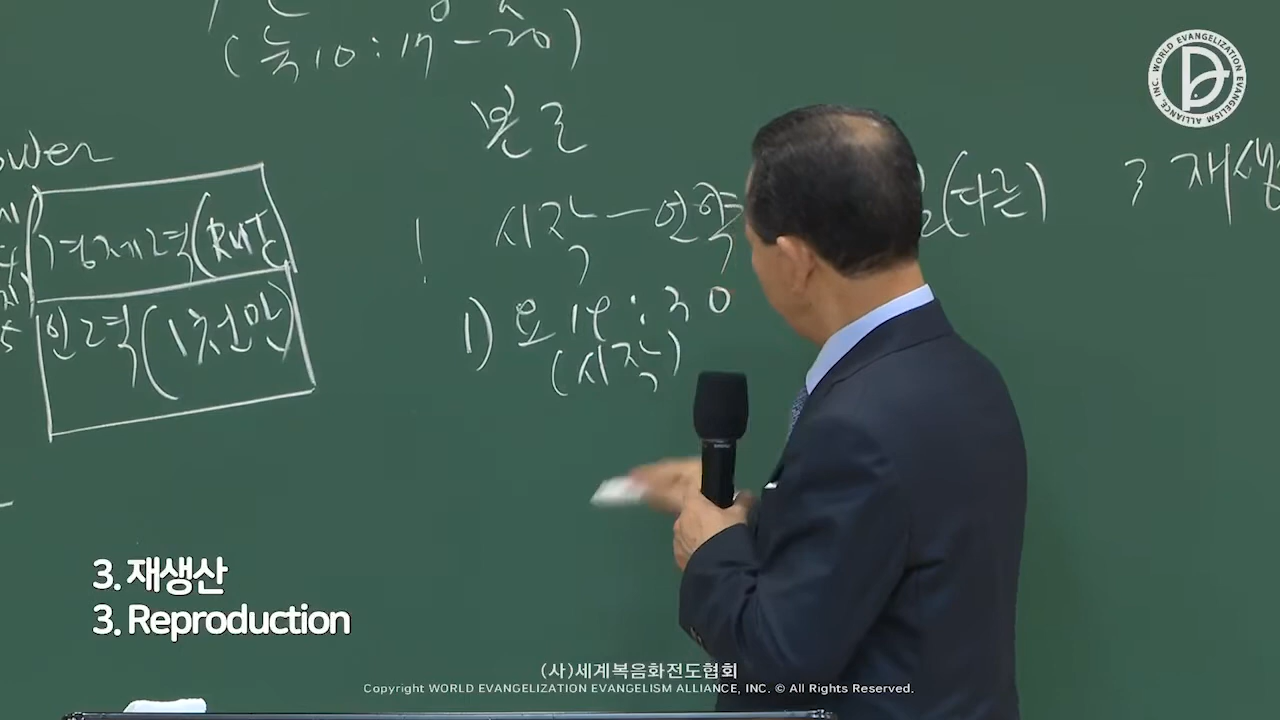 (눅10:17-20)
본론
ower
경제력(RUTC
인력(1천만)
! 시작-언약
(다른)
3 재생
1) 요19:30
(시작)
WORLD EVANGELIZATION EVANGELISM ALLIANCE, INC.
3. 재생산
3. Reproduction
(사)세계복음화전도협회
Copyright WORLD EVANGELIZATION EVANGELISM ALLIANCE, INC. © All Rights Reserved.